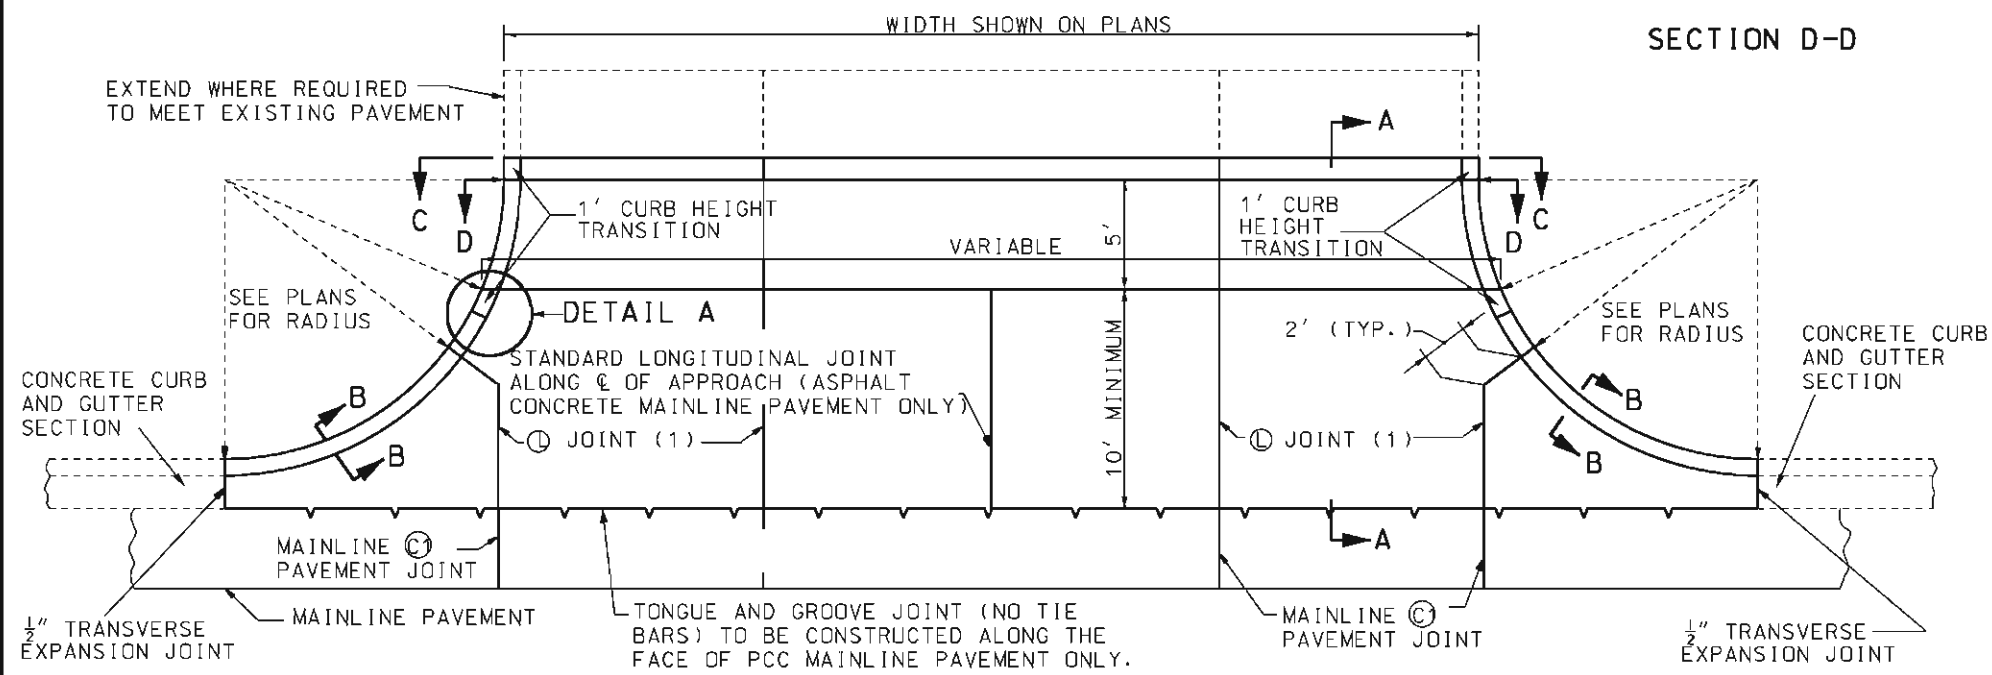 WIDTH SHOWN ON PLANS
SECTION D-D
EXTEND WHERE REQUIRED
TO MEET EXISTING PAVEMENT
A
C
D
1' CURB HEIGHT
TRANSITION
1' CURB
HEIGHT
TRANSITION
C
D
VARIABLE
5'
SEE PLANS
FOR RADIUS
DETAIL A
2' (TYP.)
SEE PLANS
FOR RADIUS
CONCRETE CURB
AND GUTTER
SECTION
STANDARD LONGITUDINAL JOINT
ALONG ℄ OF APPROACH (ASPHALT
CONCRETE MAINLINE PAVEMENT ONLY)
10' MINIMUM
CONCRETE CURB
AND GUTTER
SECTION
B
B
Ⓛ JOINT (1)
Ⓛ JOINT (1)
B
B
MAINLINE C1
PAVEMENT JOINT
A
MAINLINE PAVEMENT
TONGUE AND GROOVE JOINT (NO TIE
BARS) TO BE CONSTRUCTED ALONG THE
FACE OF PCC MAINLINE PAVEMENT ONLY.
MAINLINE C1
PAVEMENT JOINT
½" TRANSVERSE
EXPANSION JOINT
½" TRANSVERSE
EXPANSION JOINT